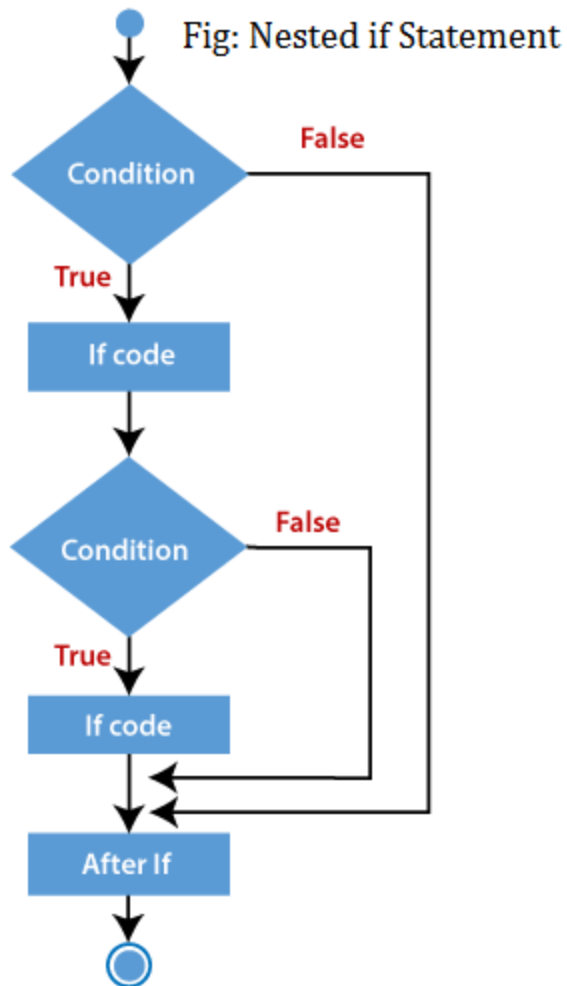 Fig: Nested if Statement
Condition
False
True
If code
Condition
False
True
If code
After If